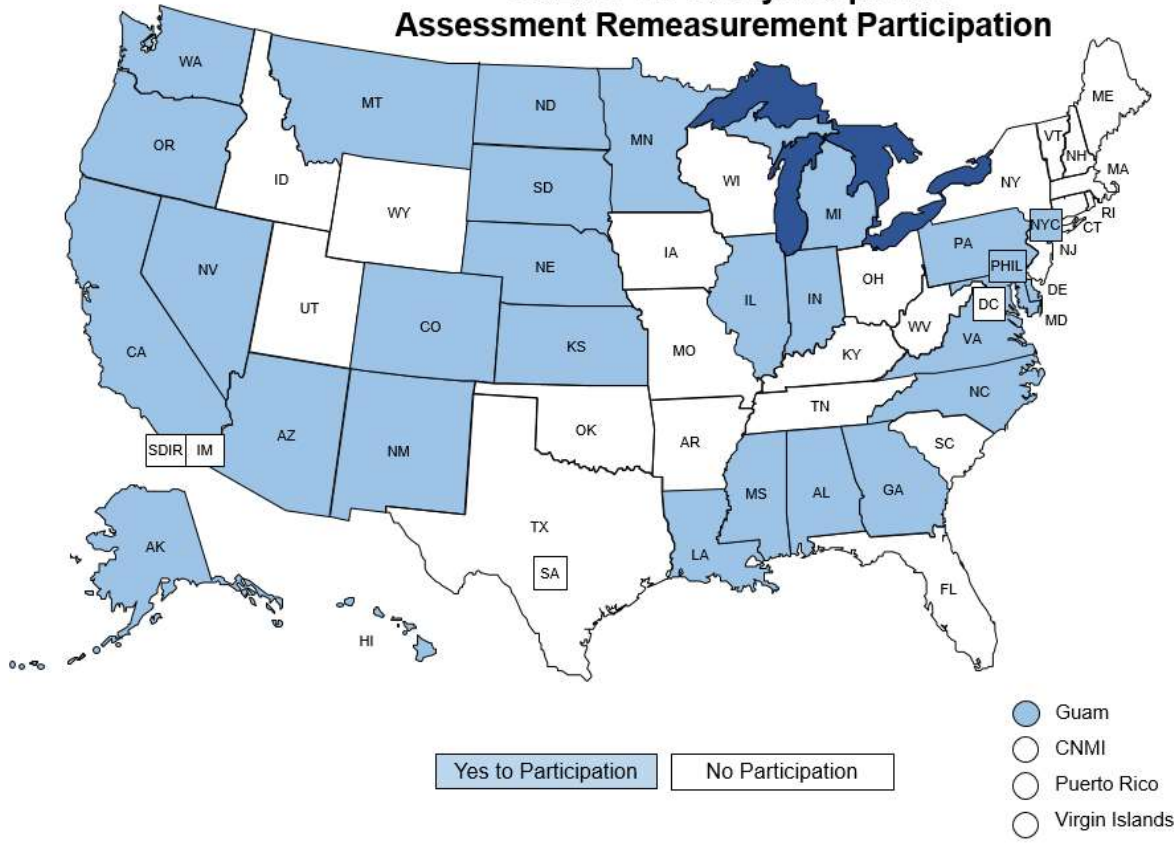 Assessment Remeasurement Participation
WA
MT
ND
MN
ME
OR
VT
NH
ID
SD
WI
NY
MA
WY
MI
RI
NYC
CT
IA
PA
NJ
NV
NE
PHIL
OH
UT
IL
IN
DE
CO
DC
MD
WV
CA
KS
MO
VA
KY
NC
TN
AZ
OK
SDIR
IM
NM
AR
SC
MS
AL
GA
TX
AK
LA
SA
FL
HI
Guam
CNMI
Yes to Participation
No Participation
Puerto Rico
Virgin Islands